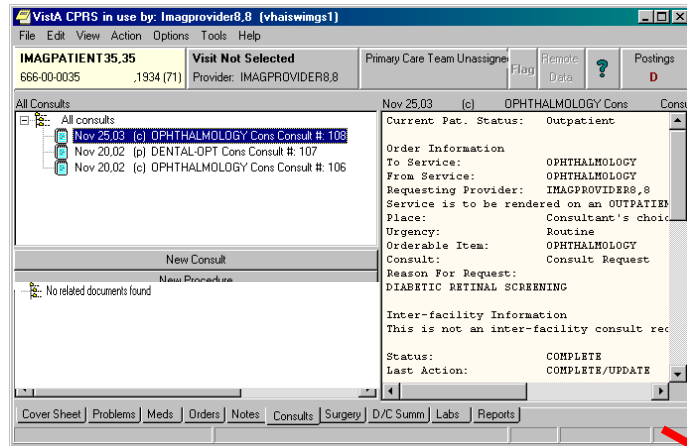 VistA CPRS in use by: Imagprovider8,8 (vhaiswimgs1)
File Edit View Action Options Tools Help
IMAGPATIENT35,35 Visit Not Selected Primary Care Team Unassigne Flag Remote Data ? Postings
666-00-0035 ,1934 (71) Provider: IMAGPROVIDER8,8 D
All Consults
All consults
Nov 25,03 (c) OPHTHALMOLOGY Cons Consult #: 108
Nov 20,02 (p) DENTAL-OPT Cons Consult #: 107
Nov 20,02 (c) OPHTHALMOLOGY Cons Consult #: 106
New Consult
New Procedure
No related documents found
Nov 25,03 (c) OPHTHALMOLOGY Cons Consu
Current Pat. Status: Outpatient
Order Information
To Service: OPHTHALMOLOGY
From Service: OPHTHALMOLOGY
Requesting Provider: IMAGPROVIDER8,8
Service is to be rendered on an OUTPATIEN
Place: Consultant's choic
Urgency: Routine
Orderable Item: OPHTHALMOLOGY
Consult: Consult Request
Reason For Request:
DIABETIC RETINAL SCREENING
Inter-facility Information
This is not an inter-facility consult rec
Status: COMPLETE
Last Action: COMPLETE/UPDATE
Cover Sheet Problems Meds Orders Notes Consults Surgery D/C Summ Labs Reports